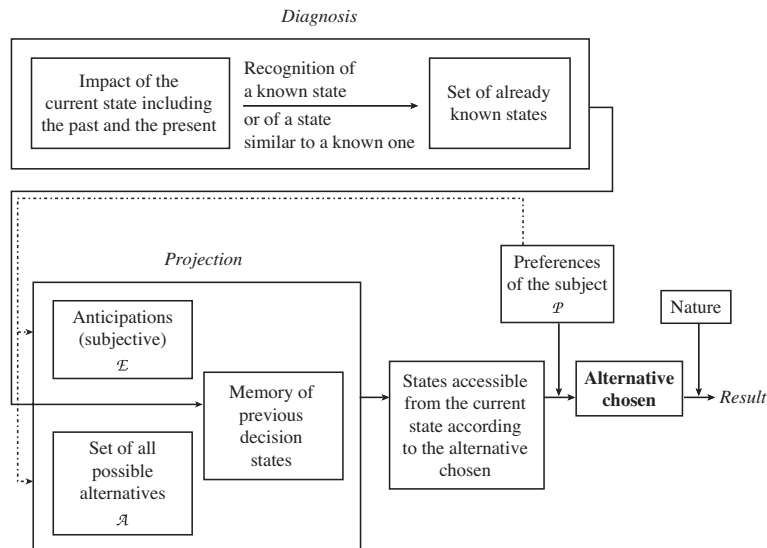 Diagnosis
Impact of the
current state including
the past and the present
Recognition of
a known state
or of a state
similar to a known one
Set of already
known states
Projection
Preferences
of the subject
𝒫
Nature
Anticipations
(subjective)
ℰ
Memory of
previous
decision
states
States accessible
from the current
state according
to the alternative
chosen
Alternative
chosen
Result
Set of all
possible
alternatives
𝒜